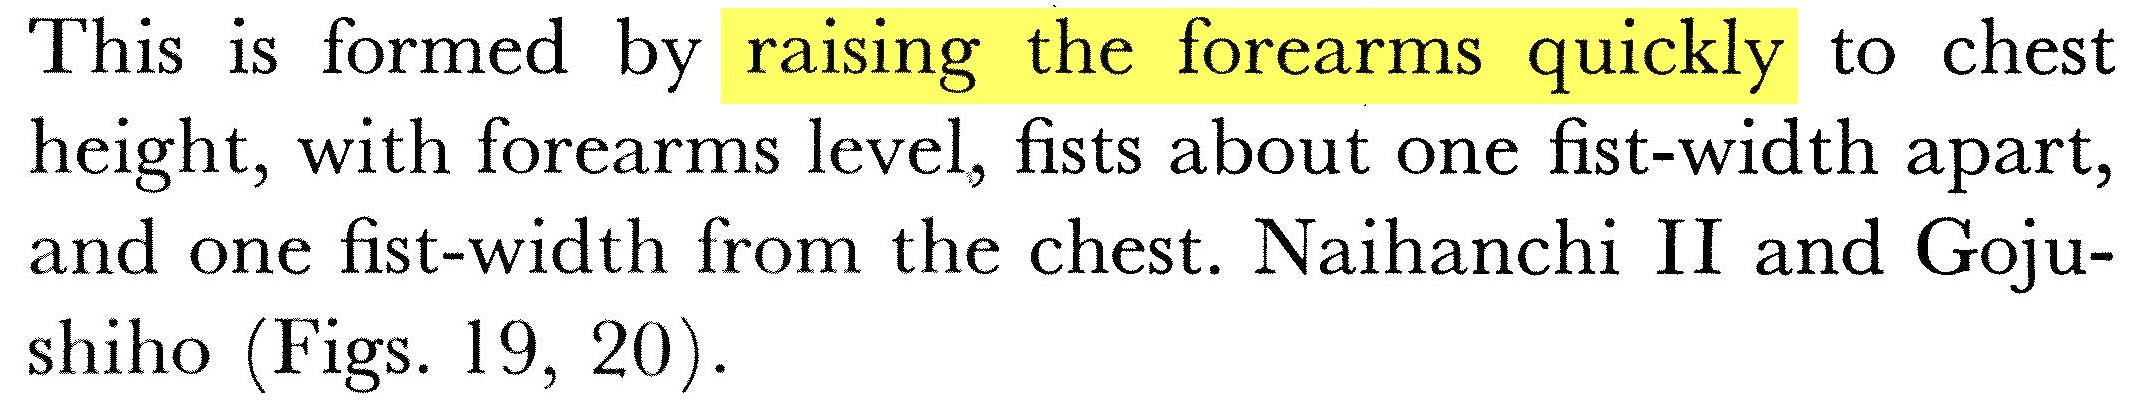 This is formed by raising the forearms quickly to chest
height, with forearms level, fists about one fist-width apart,
and one fist-width from the chest. Naihanchi II and Goju-
shiho (Figs. 19, 20).